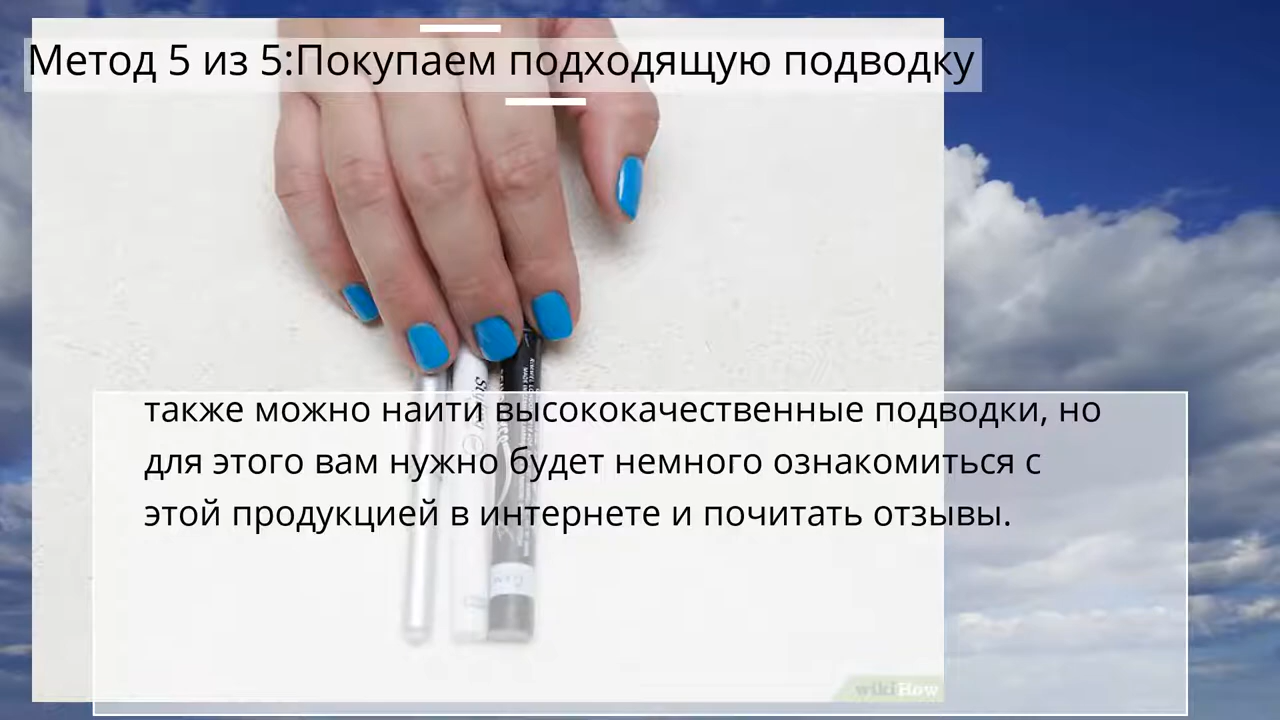 Метод 5 из 5:Покупаем подходящую подводку
также можно наити высококачественные подводки, но
для этого вам нужно будет немного ознакомиться с
этой продукцией в интернете и почитать отзывы.
wikiHow